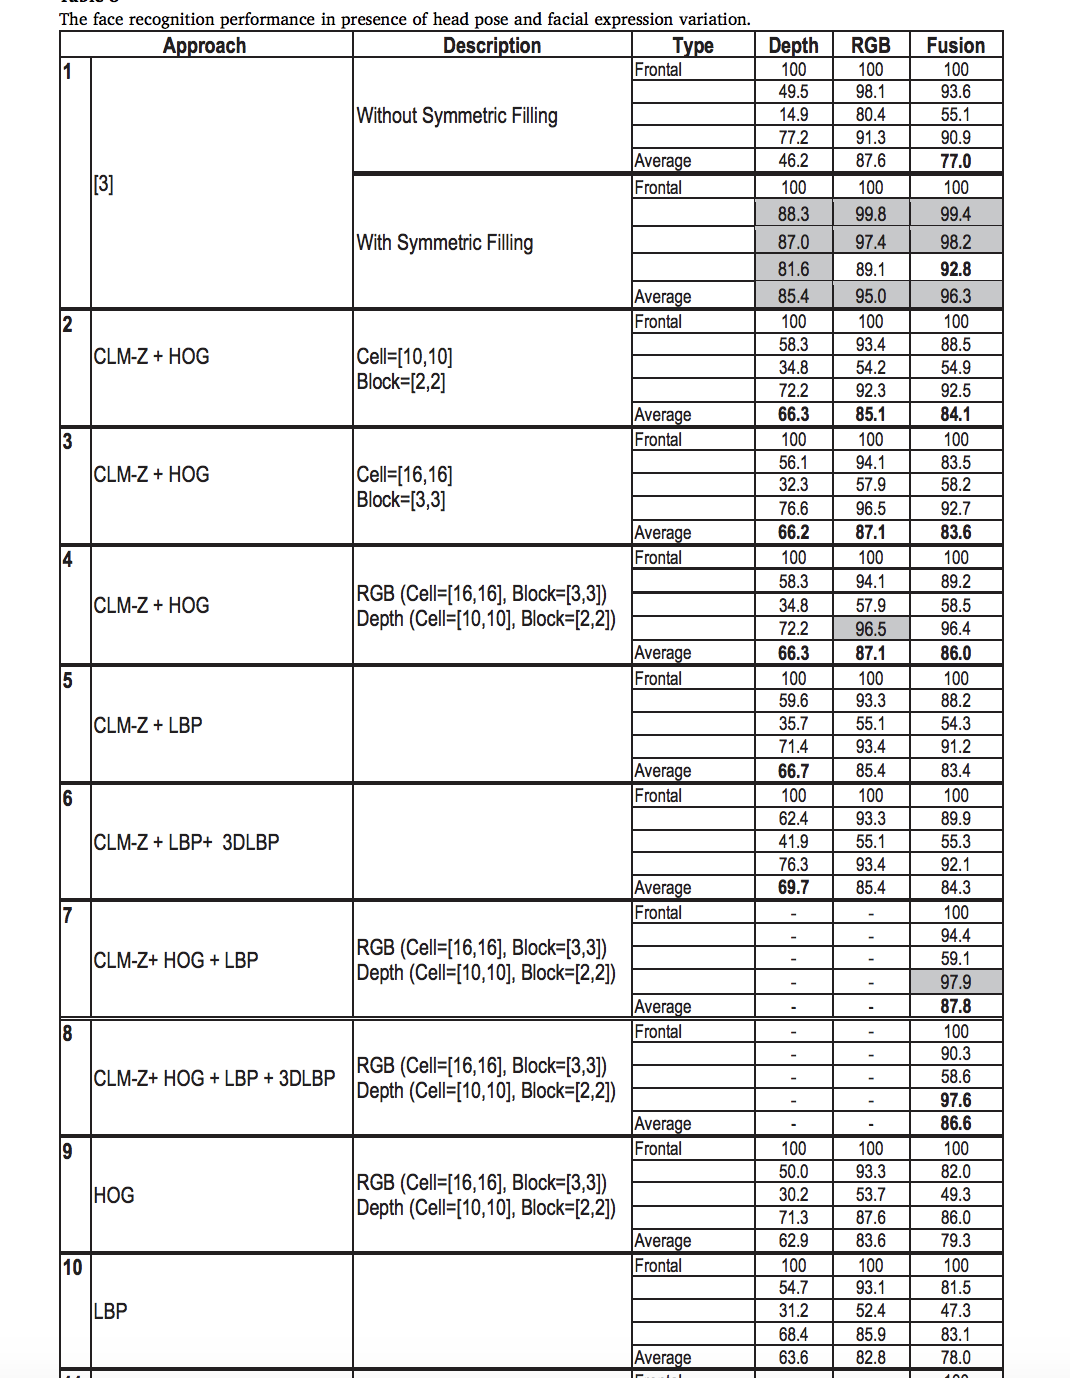 The face recognition performance in presence of head pose and facial expression variation.
Approach Description Type Depth RGB Fusion
1 Frontal 100 100 100
49.5 98.1 93.6
Without Symmetric Filling 14.9 80.4 55.1
77.2 91.3 90.9
Average 46.2 87.6 77.0
[3] Frontal 100 100 100
88.3 99.8 99.4
With Symmetric Filling 87.0 97.4 98.2
81.6 89.1 92.8
Average 85.4 95.0 96.3
2 Frontal 100 100 100
58.3 93.4 88.5
CLM-Z + HOG Cell=[10,10] 34.8 54.2 54.9
Block=[2,2] 72.2 92.3 92.5
Average 66.3 85.1 84.1
3 Frontal 100 100 100
56.1 94.1 83.5
CLM-Z + HOG Cell=[16,16] 32.3 57.9 58.2
Block=[3,3] 76.6 96.5 92.7
Average 66.2 87.1 83.6
4 Frontal 100 100 100
58.3 94.1 89.2
CLM-Z + HOG RGB (Cell=[16,16], Block=[3,3]) 34.8 57.9 58.5
Depth (Cell=[10,10], Block=[2,2]) 72.2 96.5 96.4
Average 66.3 87.1 86.0
5 Frontal 100 100 100
59.6 93.3 88.2
CLM-Z + LBP 35.7 55.1 54.3
71.4 93.4 91.2
Average 66.7 85.4 83.4
6 Frontal 100 100 100
62.4 93.3 89.9
CLM-Z + LBP+ 3DLBP 41.9 55.1 55.3
76.3 93.4 92.1
Average 69.7 85.4 84.3
7 Frontal - - 100
- - 94.4
CLM-Z+ HOG + LBP RGB (Cell=[16,16], Block=[3,3]) - - 59.1
Depth (Cell=[10,10], Block=[2,2]) - - 97.9
Average - - 87.8
8 Frontal - - 100
- - 90.3
CLM-Z+ HOG + LBP + 3DLBP RGB (Cell=[16,16], Block=[3,3]) - - 58.6
Depth (Cell=[10,10], Block=[2,2]) - - 97.6
Average - - 86.6
9 Frontal 100 100 100
50.0 93.3 82.0
HOG RGB (Cell=[16,16], Block=[3,3]) 30.2 53.7 49.3
Depth (Cell=[10,10], Block=[2,2]) 71.3 87.6 86.0
Average 62.9 83.6 79.3
10 Frontal 100 100 100
54.7 93.1 81.5
LBP 31.2 52.4 47.3
68.4 85.9 83.1
Average 63.6 82.8 78.0